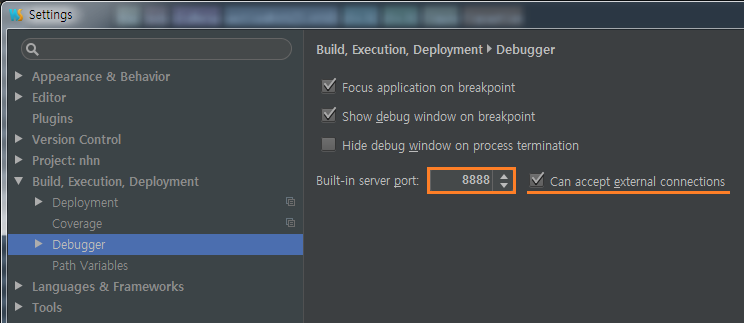 Settings
Build, Execution, Deployment ▸ Debugger
Appearance & Behavior
Editor
Plugins
Version Control
Project: nhn
Build, Execution, Deployment
Deployment
Coverage
Debugger
Path Variables
Languages & Frameworks
Tools
Focus application on breakpoint
Show debug window on breakpoint
Hide debug window on process termination
Built-in server port: 8888 Can accept external connections